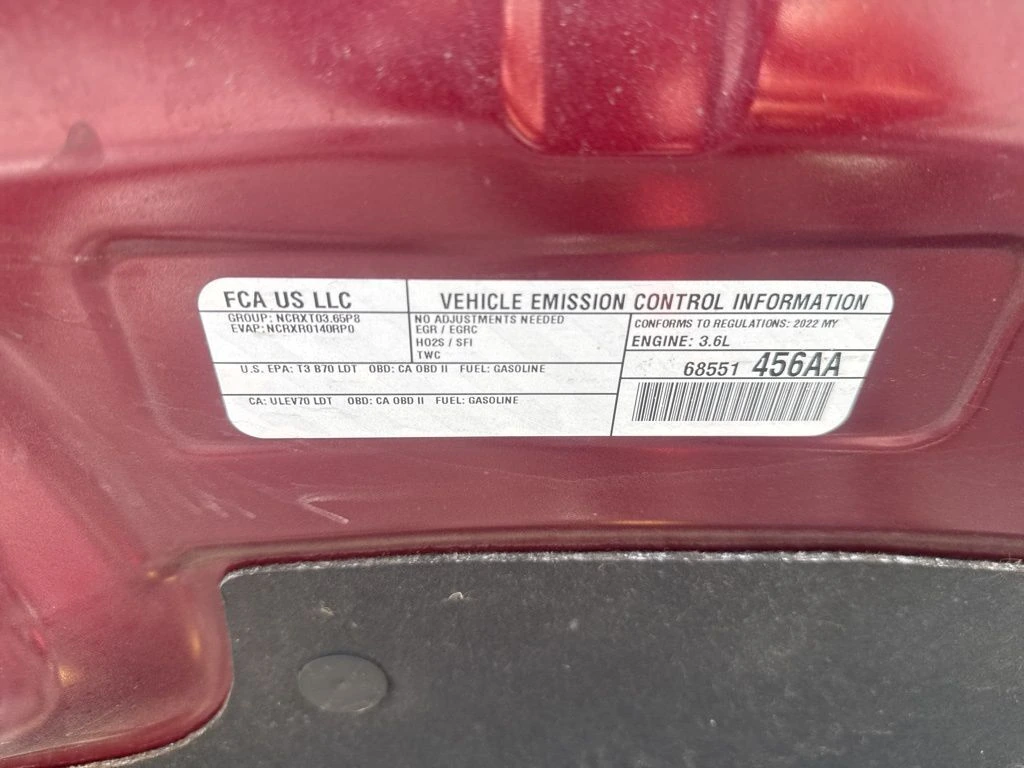 FCA US LLC
VEHICLE EMISSION CONTROL INFORMATION
GROUP: NCRXT03.65P8
EVAP: NCRXR0140RP0
NO ADJUSTMENTS NEEDED
EGR / EGRC
HO2S / SFI
TWC
CONFORMS TO REGULATIONS: 2022 MY
ENGINE: 3.6L
U.S. EPA: T3 B70 LDT OBD: CA OBD II FUEL: GASOLINE
68551 456AA
CA: ULEV70 LDT OBD: CA OBD II FUEL: GASOLINE